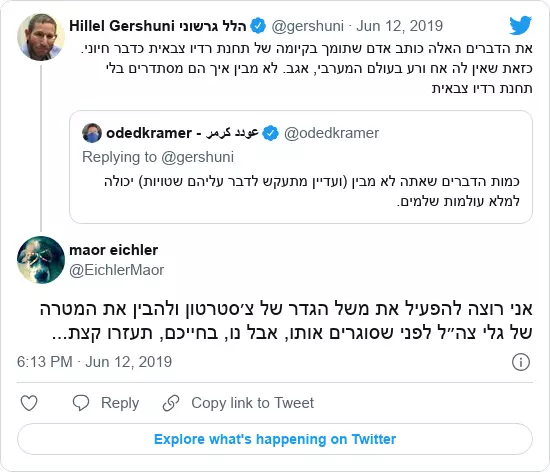 Hillel Gershuni הלל גרשוני @gershuni · Jun 12, 2019
את הדברים האלה כותב אדם שתומך בקיומה של תחנת רדיו צבאית כדבר חיוני.
כזאת שאין לה אח ורע בעולם המערבי, אגב. לא מבין איך הם מסתדרים בלי
תחנת רדיו צבאית
odedkramer - עודד קרמר @odedkramer
Replying to @gershuni
כמות הדברים שאתה לא מבין (ועדיין מתעקש לדבר עליהם שטויות) יכולה
למלא עולמות שלמים.
maor eichler
@EichlerMaor
אני רוצה להפעיל את משל הגדר של צ׳סטרטון ולהבין את המטרה
של גלי צה״ל לפני שסוגרים אותו, אבל נו, בחייכם, תעזרו קצת...
6:13 PM · Jun 12, 2019
Reply
Copy link to Tweet
Explore what's happening on Twitter